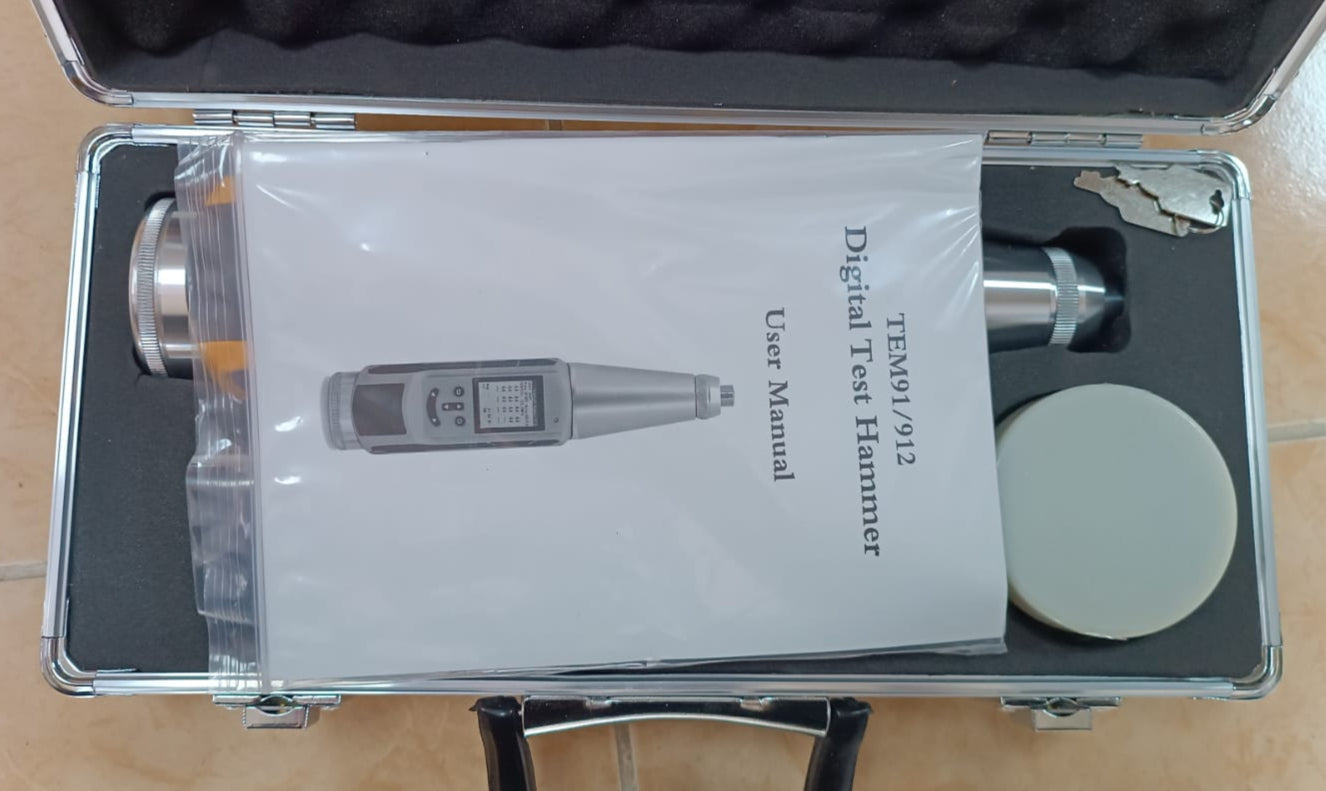 TEM91/912
Digital Test Hammer
User Manual